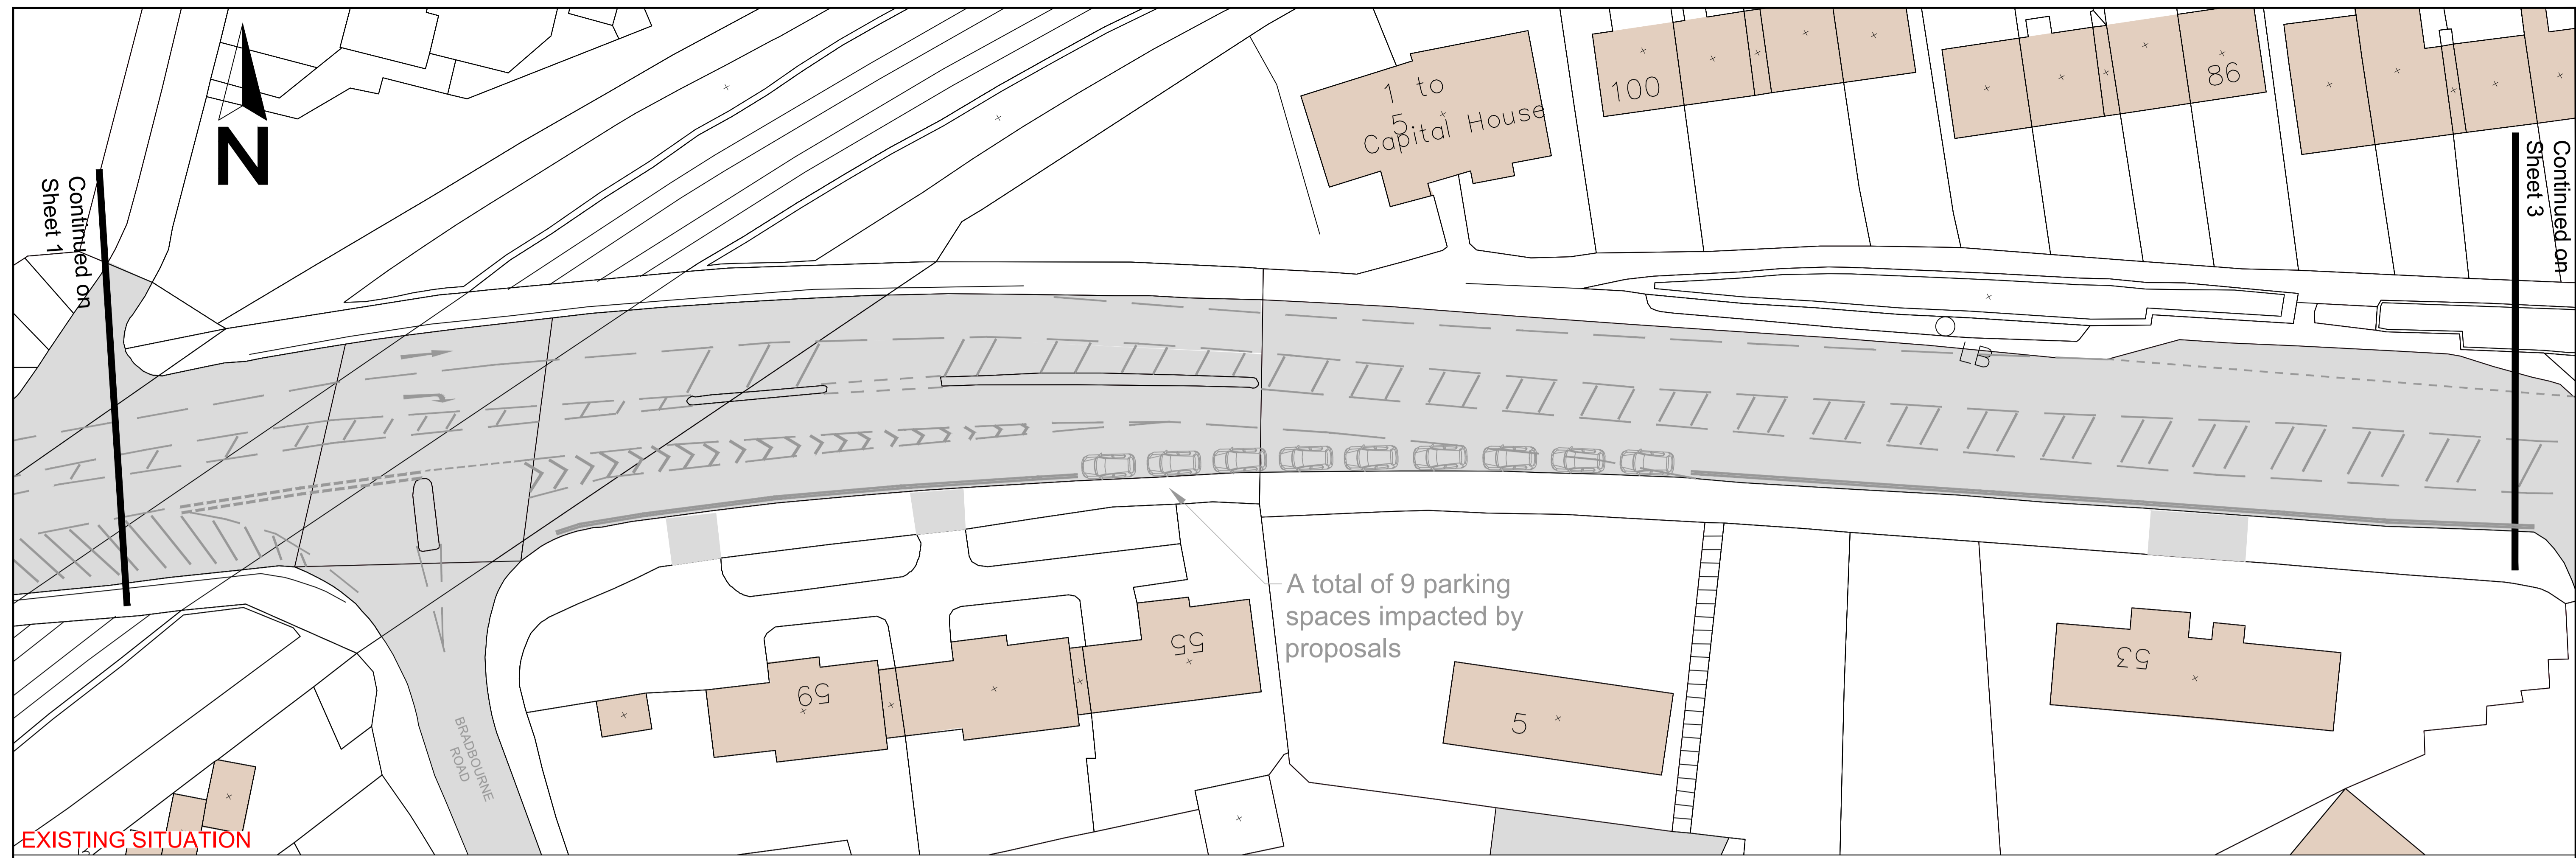 N
Continued on
Sheet 1
1 to
5
Capital House
100
86
Continued on
Sheet 3
LB
A total of 9 parking
spaces impacted by
proposals
59
55
5
53
BRADBOURNE
ROAD
EXISTING SITUATION